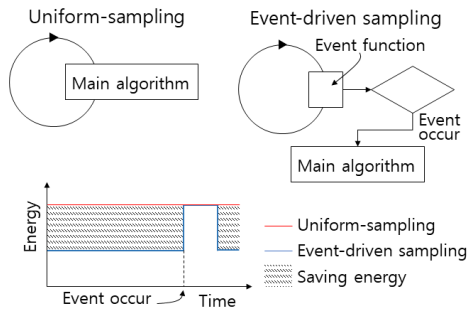 Uniform-sampling
Main algorithm
Event-driven sampling
Event function
Event
occur
Main algorithm
Energy
Event occur
Time
Uniform-sampling
Event-driven sampling
Saving energy